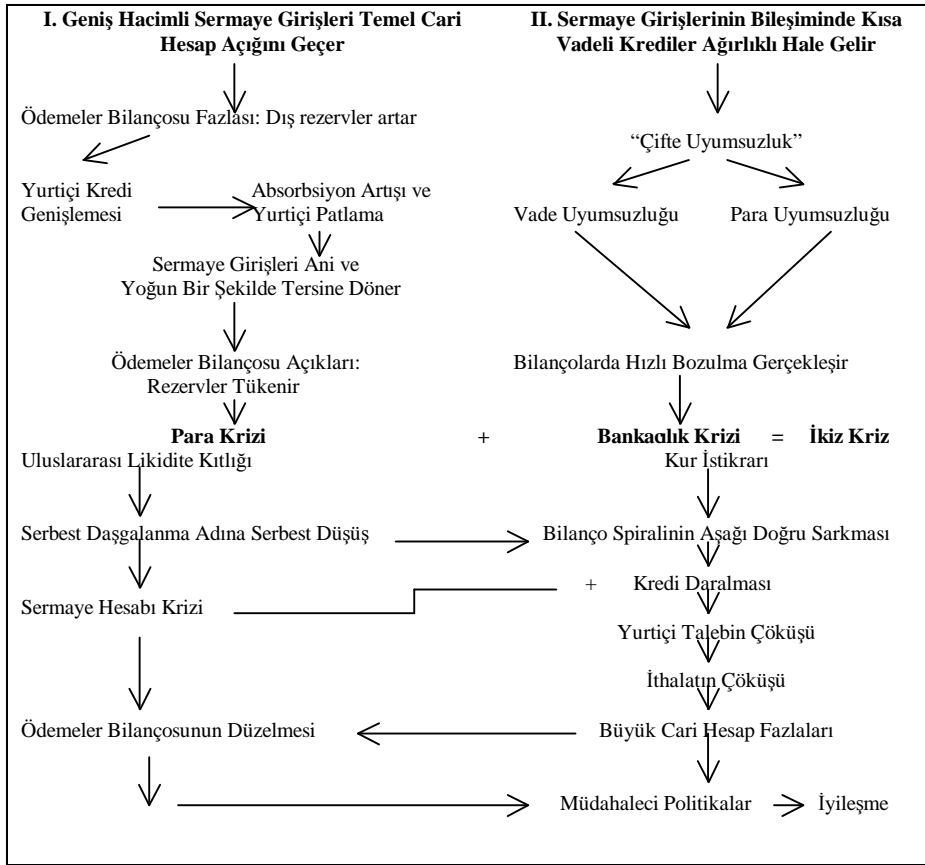 I. Geniş Hacimli Sermaye Girişleri Temel Cari
Hesap Açığını Geçer
II. Sermaye Girişlerinin Bileşiminde Kısa
Vadeli Krediler Ağırlıklı Hale Gelir
Ödemeler Bilançosu Fazlası: Dış rezervler artar
“Çifte Uyumsuzluk”
Yurtiçi Kredi
Genişlemesi
Absorbsiyon Artışı ve
Yurtiçi Patlama
Vade Uyumsuzluğu
Para Uyumsuzluğu
Sermaye Girişleri Ani ve
Yoğun Bir Şekilde Tersine Döner
Ödemeler Bilançosu Açıkları:
Rezervler Tükenir
Bilançolarda Hızlı Bozulma Gerçekleşir
Para Krizi + Bankacılık Krizi = İkiz Kriz
Uluslararası Likidite Kıtlığı
Kur İstikrarı
Serbest Daşgalanma Adına Serbest Düşüş
Bilanço Spiralinin Aşağı Doğru Sarkması
Sermaye Hesabı Krizi
+ Kredi Daralması
Yurtiçi Talebin Çöküşü
İthalatın Çöküşü
Ödemeler Bilançosunun Düzelmesi
Büyük Cari Hesap Fazlaları
Müdahaleci Politikalar
İyileşme